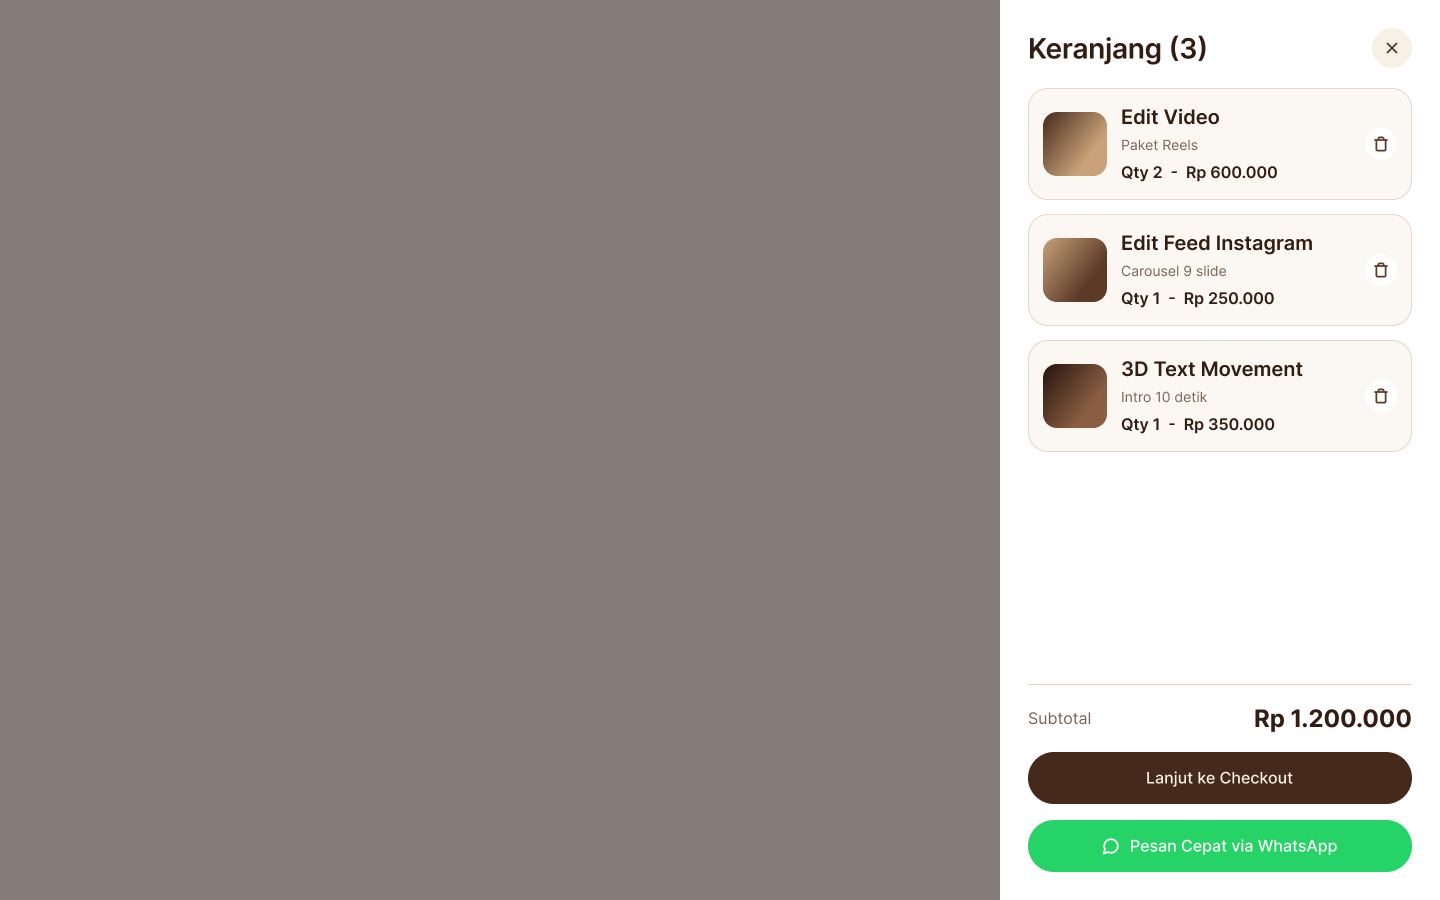 Keranjang (3)
Edit Video
Paket Reels
Qty 2 - Rp 600.000
Edit Feed Instagram
Carousel 9 slide
Qty 1 - Rp 250.000
3D Text Movement
Intro 10 detik
Qty 1 - Rp 350.000
Subtotal
Rp 1.200.000
Lanjut ke Checkout
Pesan Cepat via WhatsApp